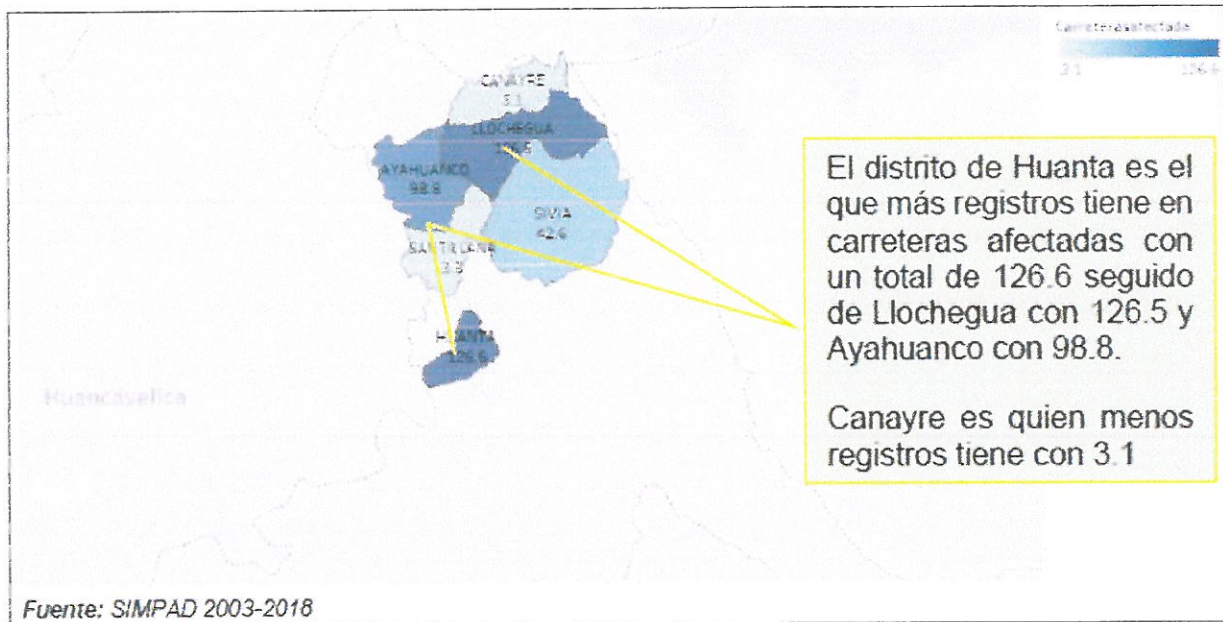 Carreterasafectada
3.1 126.6
CANAYRE
3.1
LLOCHEGUA
126.5
AYAHUANCO
98.8
SIVIA
42.6
SANTILLANA
HUANTA
126.6
Huancavelica
El distrito de Huanta es el
que más registros tiene en
carreteras afectadas con
un total de 126.6 seguido
de Llochegua con 126.5 y
Ayahuanco con 98.8.
Canayre es quien menos
registros tiene con 3.1
Fuente: SIMPAD 2003-2018